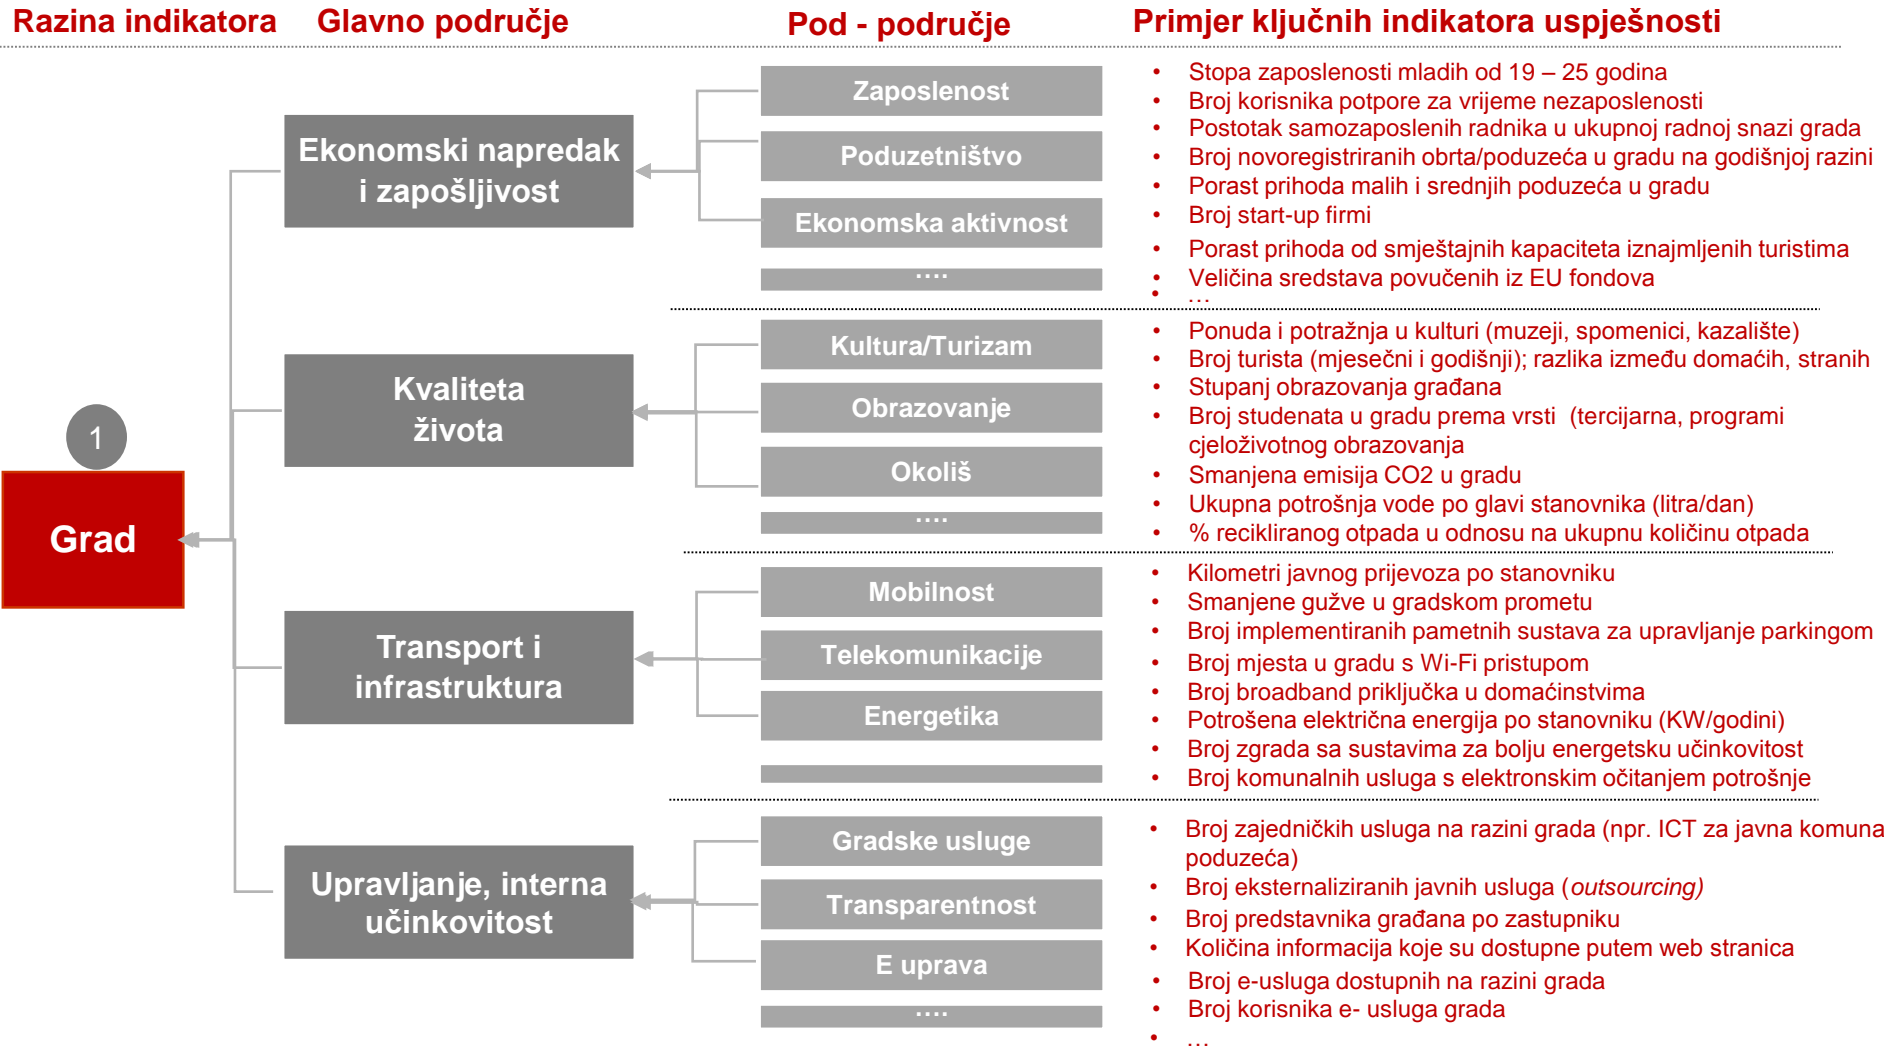 Razina indikatora
Glavno područje
Pod - područje
Primjer ključnih indikatora uspješnosti
1
Grad
Ekonomski napredak
i zapošljivost
Zaposlenost
Poduzetništvo
Ekonomska aktivnost
....
• Stopa zaposlenosti mladih od 19 – 25 godina
• Broj korisnika potpore za vrijeme nezaposlenosti
• Postotak samozaposlenih radnika u ukupnoj radnoj snazi grada
• Broj novoregistriranih obrta/poduzeća u gradu na godišnjoj razini
• Porast prihoda malih i srednjih poduzeća u gradu
• Broj start-up firmi
• Porast prihoda od smještajnih kapaciteta iznajmljenih turistima
• Veličina sredstava povučenih iz EU fondova
• …
Kvaliteta
života
Kultura/Turizam
Obrazovanje
Okoliš
....
• Ponuda i potražnja u kulturi (muzeji, spomenici, kazalište)
• Broj turista (mjesečni i godišnji); razlika između domaćih, stranih
• Stupanj obrazovanja građana
• Broj studenata u gradu prema vrsti (tercijarna, programi
cjeloživotnog obrazovanja
• Smanjena emisija CO2 u gradu
• Ukupna potrošnja vode po glavi stanovnika (litra/dan)
• % recikliranog otpada u odnosu na ukupnu količinu otpada
Transport i
infrastruktura
Mobilnost
Telekomunikacije
Energetika
• Kilometri javnog prijevoza po stanovniku
• Smanjene gužve u gradskom prometu
• Broj implementiranih pametnih sustava za upravljanje parkingom
• Broj mjesta u gradu s Wi-Fi pristupom
• Broj broadband priključka u domaćinstvima
• Potrošena električna energija po stanovniku (KW/godini)
• Broj zgrada sa sustavima za bolju energetsku učinkovitost
• Broj komunalnih usluga s elektronskim očitanjem potrošnje
Upravljanje, interna
učinkovitost
Gradske usluge
Transparentnost
E uprava
....
• Broj zajedničkih usluga na razini grada (npr. ICT za javna komuna
poduzeća)
• Broj eksternaliziranih javnih usluga (outsourcing)
• Broj predstavnika građana po zastupniku
• Količina informacija koje su dostupne putem web stranica
• Broj e-usluga dostupnih na razini grada
• Broj korisnika e- usluga grada
• …